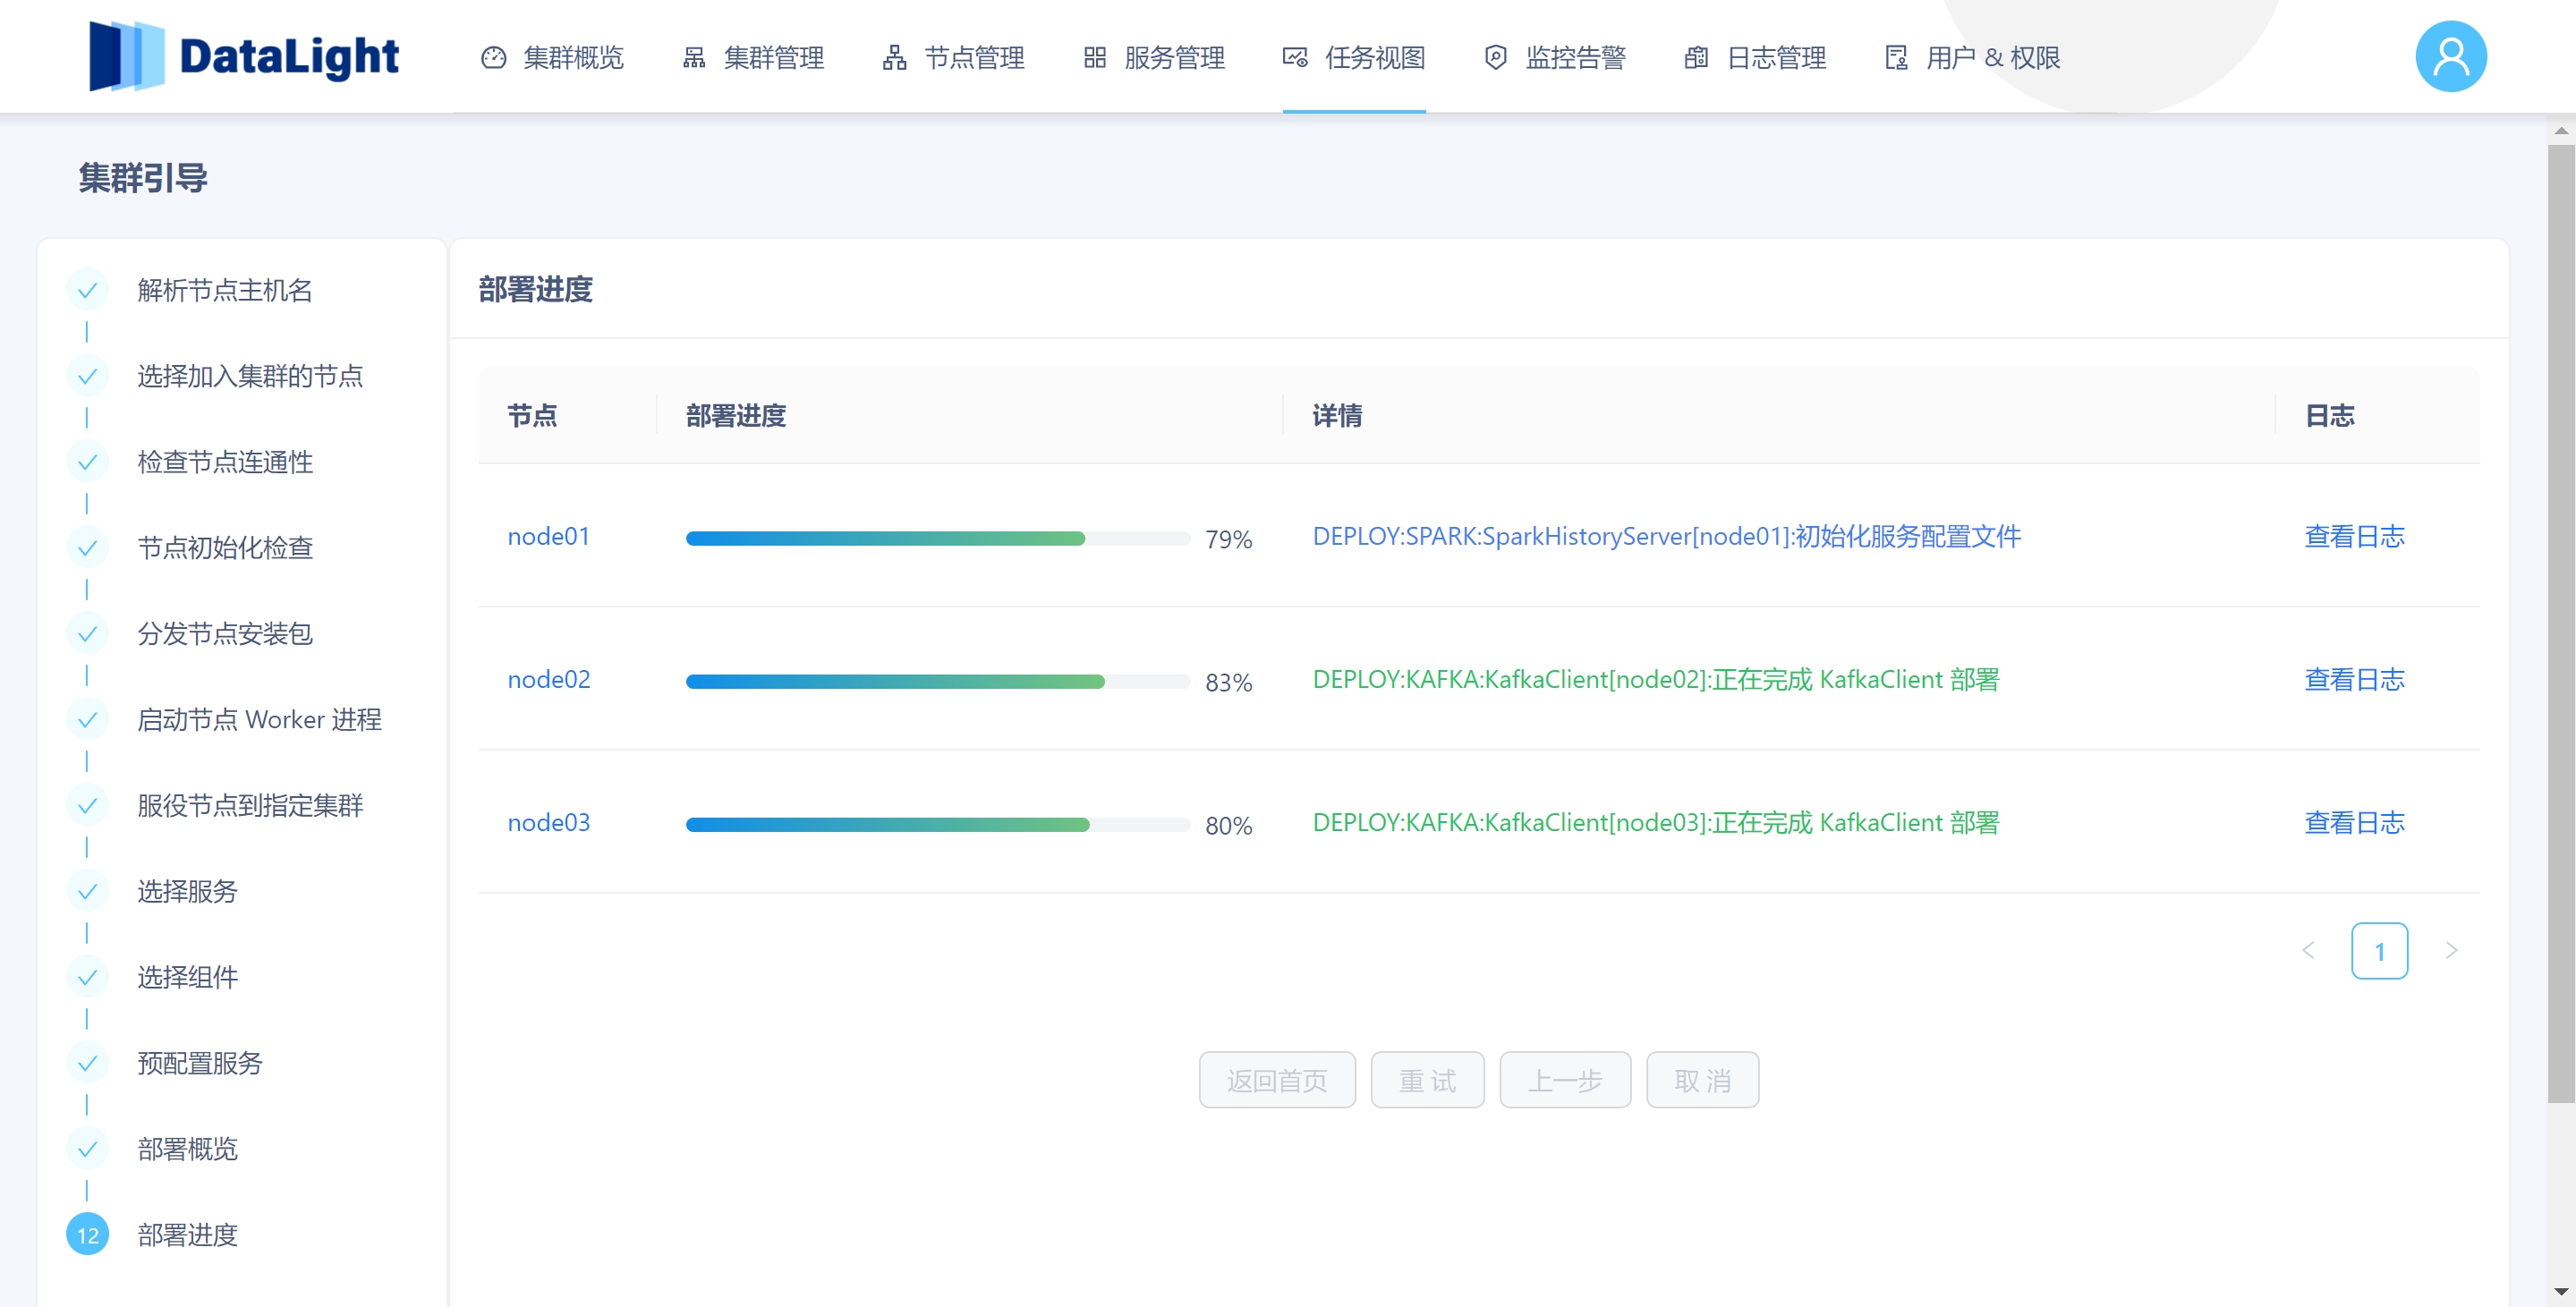 DataLight
集群概览
集群管理
节点管理
服务管理
任务视图
监控告警
日志管理
用户 & 权限
集群引导
解析节点主机名
选择加入集群的节点
检查节点连通性
节点初始化检查
分发节点安装包
启动节点 Worker 进程
服役节点到指定集群
选择服务
选择组件
预配置服务
部署概览
12 部署进度
部署进度
节点 部署进度 详情 日志
node01 79% DEPLOY:SPARK:SparkHistoryServer[node01]:初始化服务配置文件 查看日志
node02 83% DEPLOY:KAFKA:KafkaClient[node02]:正在完成 KafkaClient 部署 查看日志
node03 80% DEPLOY:KAFKA:KafkaClient[node03]:正在完成 KafkaClient 部署 查看日志
1
返回首页 重 试 上一步 取 消